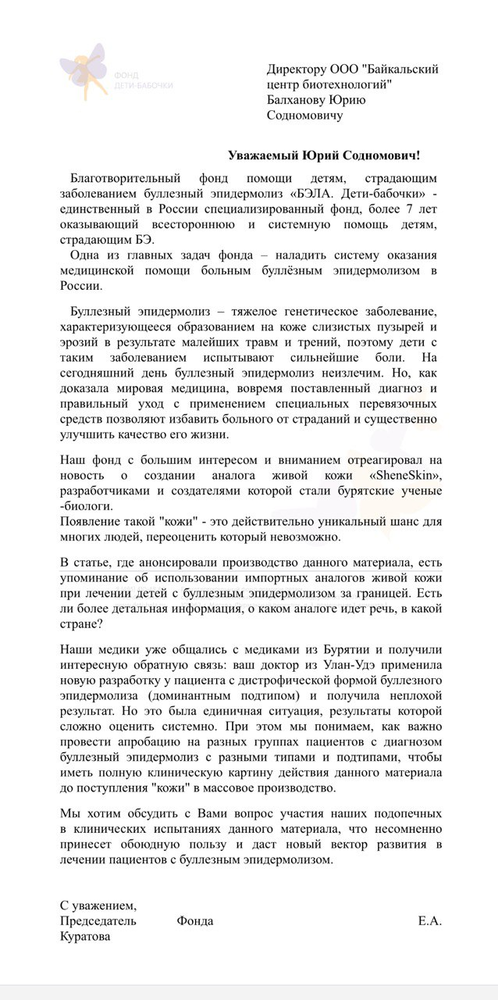 ФОНД
ДЕТИ-БАБОЧКИ
Директору ООО "Байкальский
центр биотехнологий"
Балханову Юрию
Содномовичу
Уважаемый Юрий Содномович!
Благотворительный фонд помощи детям, страдающим
заболеванием буллезный эпидермолиз «БЭЛА. Дети-бабочки» -
единственный в России специализированный фонд, более 7 лет
оказывающий всестороннюю и системную помощь детям,
страдающим БЭ.
Одна из главных задач фонда – наладить систему оказания
медицинской помощи больным буллёзным эпидермолизом в
России.
Буллезный эпидермолиз – тяжелое генетическое заболевание,
характеризующееся образованием на коже слизистых пузырей и
эрозий в результате малейших травм и трений, поэтому дети с
таким заболеванием испытывают сильнейшие боли. На
сегодняшний день буллезный эпидермолиз неизлечим. Но, как
доказала мировая медицина, вовремя поставленный диагноз и
правильный уход с применением специальных перевязочных
средств позволяют избавить больного от страданий и существенно
улучшить качество его жизни.
Наш фонд с большим интересом и вниманием отреагировал на
новость о создании аналога живой кожи «SheneSkin»,
разработчиками и создателями которой стали бурятские ученые
-биологи.
Появление такой "кожи" - это действительно уникальный шанс для
многих людей, переоценить который невозможно.
В статье, где анонсировали производство данного материала, есть
упоминание об использовании импортных аналогов живой кожи
при лечении детей с буллезным эпидермолизом за границей. Есть
ли более детальная информация, о каком аналоге идет речь, в какой
стране?
Наши медики уже общались с медиками из Бурятии и получили
интересную обратную связь: ваш доктор из Улан-Удэ применила
новую разработку у пациента с дистрофической формой буллезного
эпидермолиза (доминантным подтипом) и получила неплохой
результат. Но это была единичная ситуация, результаты которой
сложно оценить системно. При этом мы понимаем, как важно
провести апробацию на разных группах пациентов с диагнозом
буллезный эпидермолиз с разными типами и подтипами, чтобы
иметь полную клиническую картину действия данного материала
до поступления "кожи" в массовое производство.
Мы хотим обсудить с Вами вопрос участия наших подопечных
в клинических испытаниях данного материала, что несомненно
принесет обоюдную пользу и даст новый вектор развития в
лечении пациентов с буллезным эпидермолизом.
С уважением,
Председатель Фонда Е.А.
Куратова